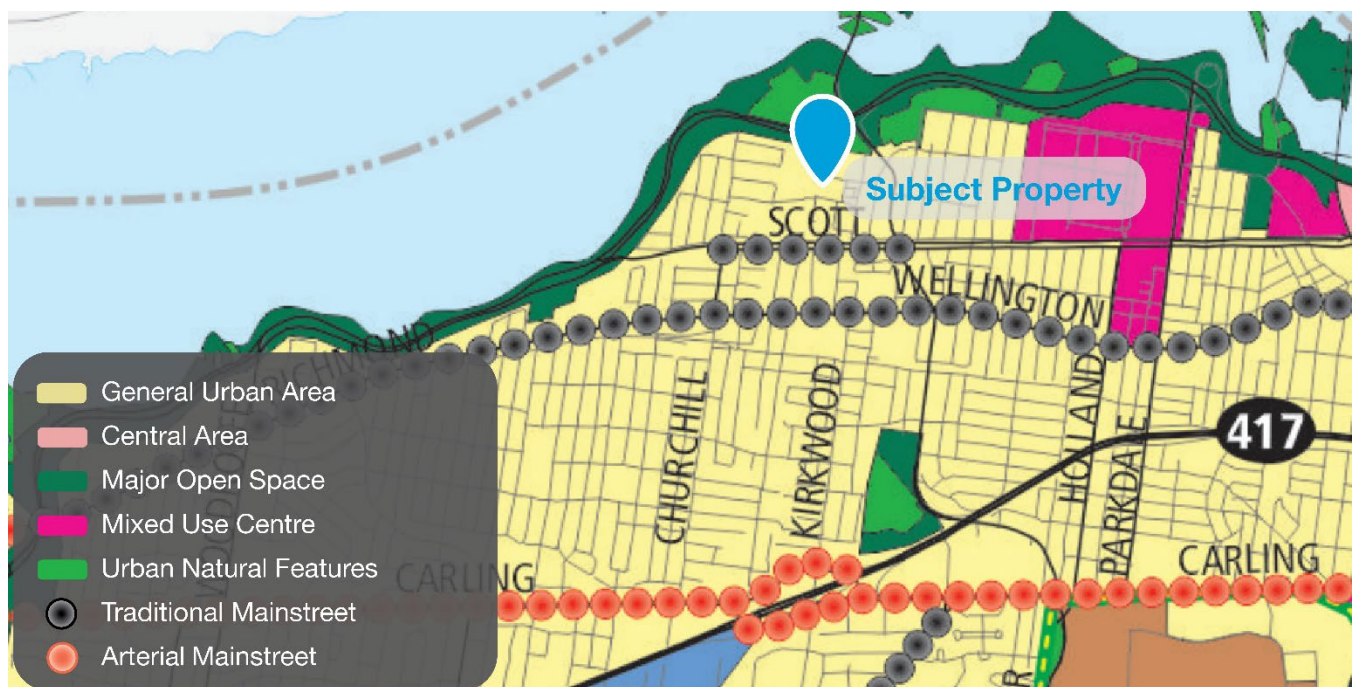 Subject Property
SCOTT
WELLINGTON
RICHMOND
CHURCHILL
KIRKWOOD
HOLLAND
PARKDALE
417
CARLING
CARLING
General Urban Area
Central Area
Major Open Space
Mixed Use Centre
Urban Natural Features
Traditional Mainstreet
Arterial Mainstreet